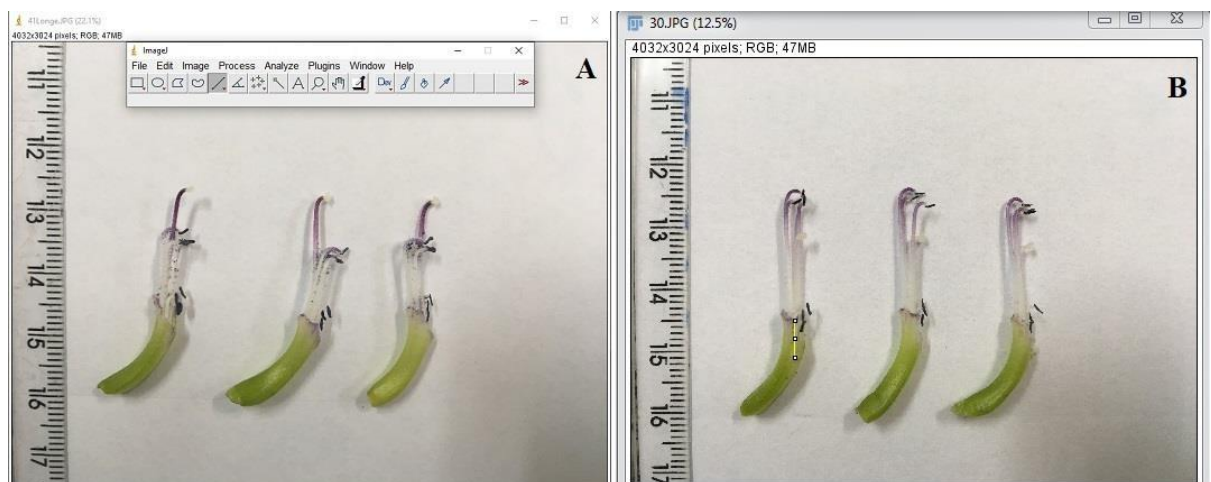 41Longe.JPG (22.1%)
4032x3024 pixels; RGB; 47MB
ImageJ
File Edit Image Process Analyze Plugins Window Help
A
Dev
11
12
13
14
15
16
17
30.JPG (12.5%)
4032x3024 pixels; RGB; 47MB
B
11
12
13
14
15
16
17